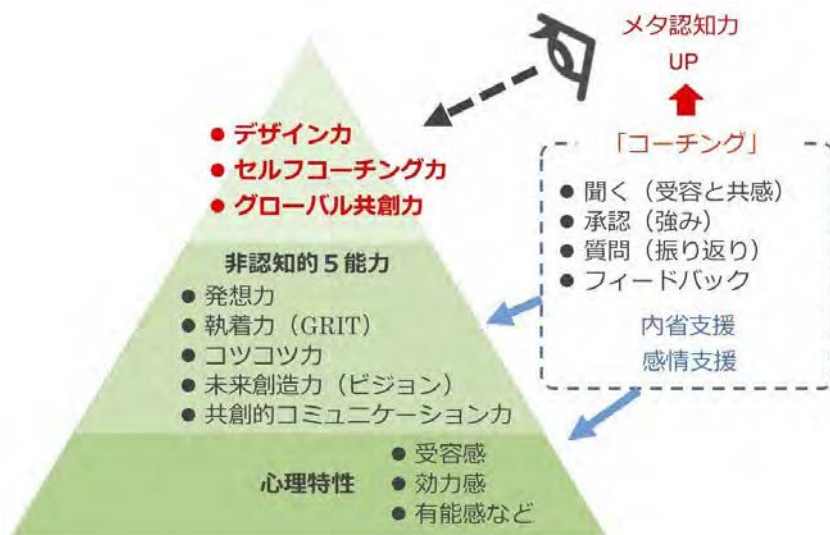 メタ認知力
UP
● デザイン力
● セルフコーチング力
● グローバル共創力
「コーチング」
● 聞く（受容と共感）
● 承認（強み）
● 質問（振り返り）
● フィードバック
内省支援
感情支援
非認知的５能力
● 発想力
● 執着力（GRIT）
● コツコツ力
● 未来創造力（ビジョン）
● 共創的コミュニケーション力
心理特性
● 受容感
● 効力感
● 有能感など